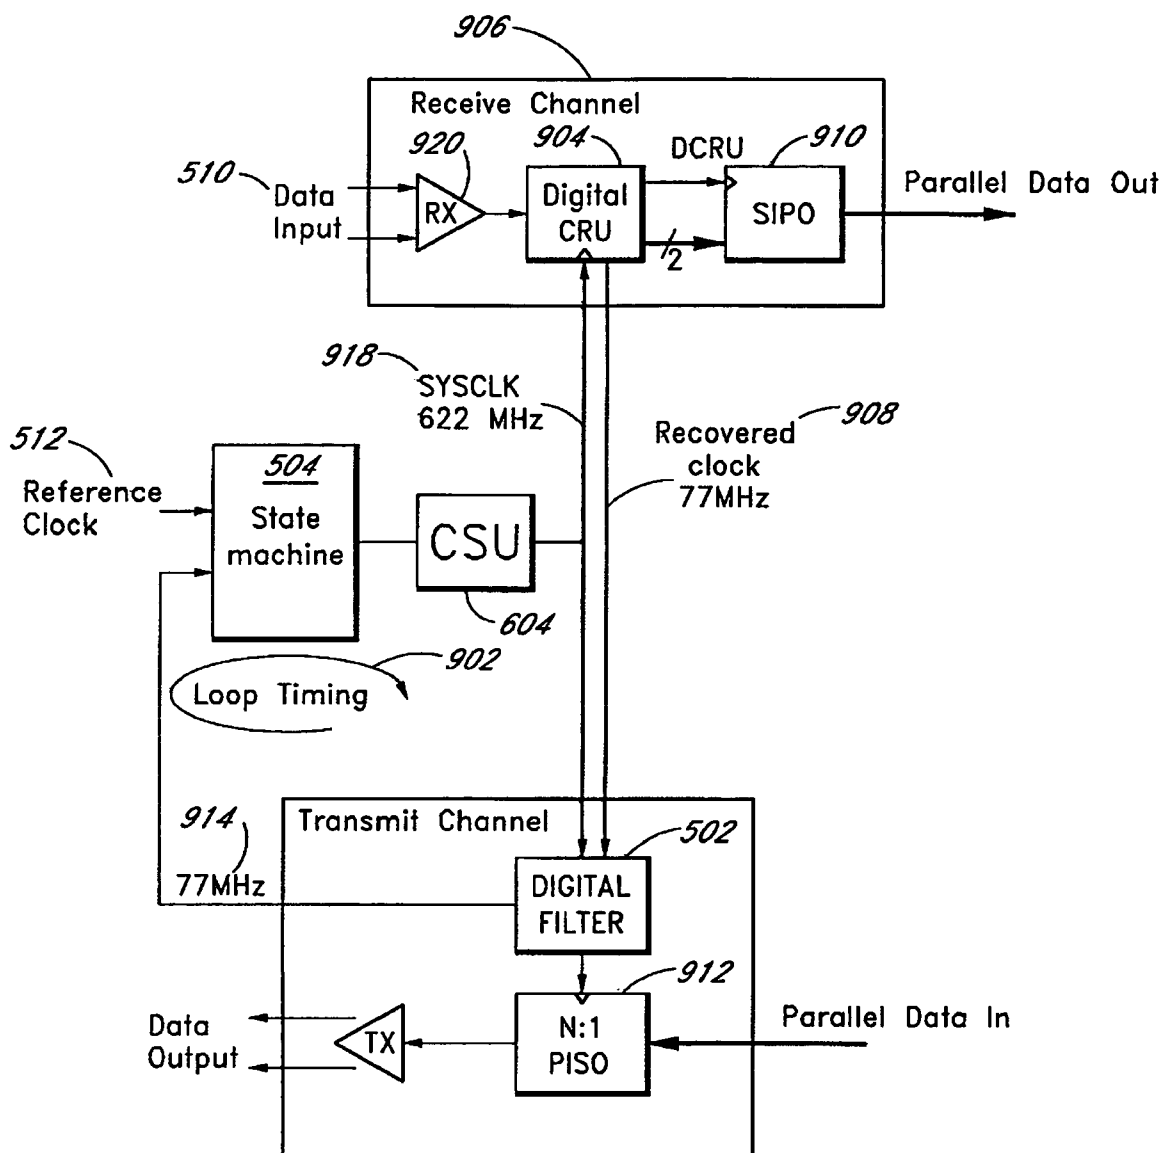 906
Receive Channel
920
904
DCRU
910
510
Data
Input
RX
Digital
CRU
/2
SIPO
Parallel Data Out
918
SYSCLK
622 MHz
908
Recovered
clock
77MHz
512
Reference
Clock
504
State
machine
CSU
604
902
Loop Timing
914
77MHz
Transmit Channel
502
DIGITAL
FILTER
912
Data
Output
TX
N:1
PISO
Parallel Data In